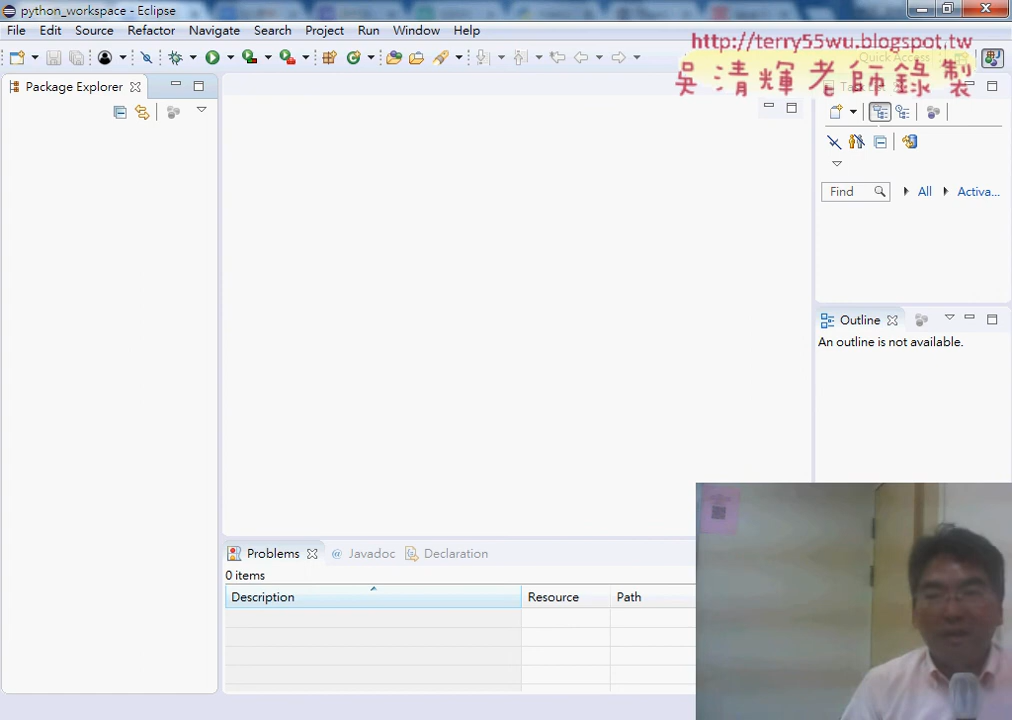 python_workspace - Eclipse
File Edit Source Refactor Navigate Search Project Run Window Help
http://terry55wu.blogspot.tw
Quick Access
吳清輝老師錄製
Package Explorer
Find All Activa...
Outline
An outline is not available.
Problems @ Javadoc Declaration
0 items
Description Resource Path